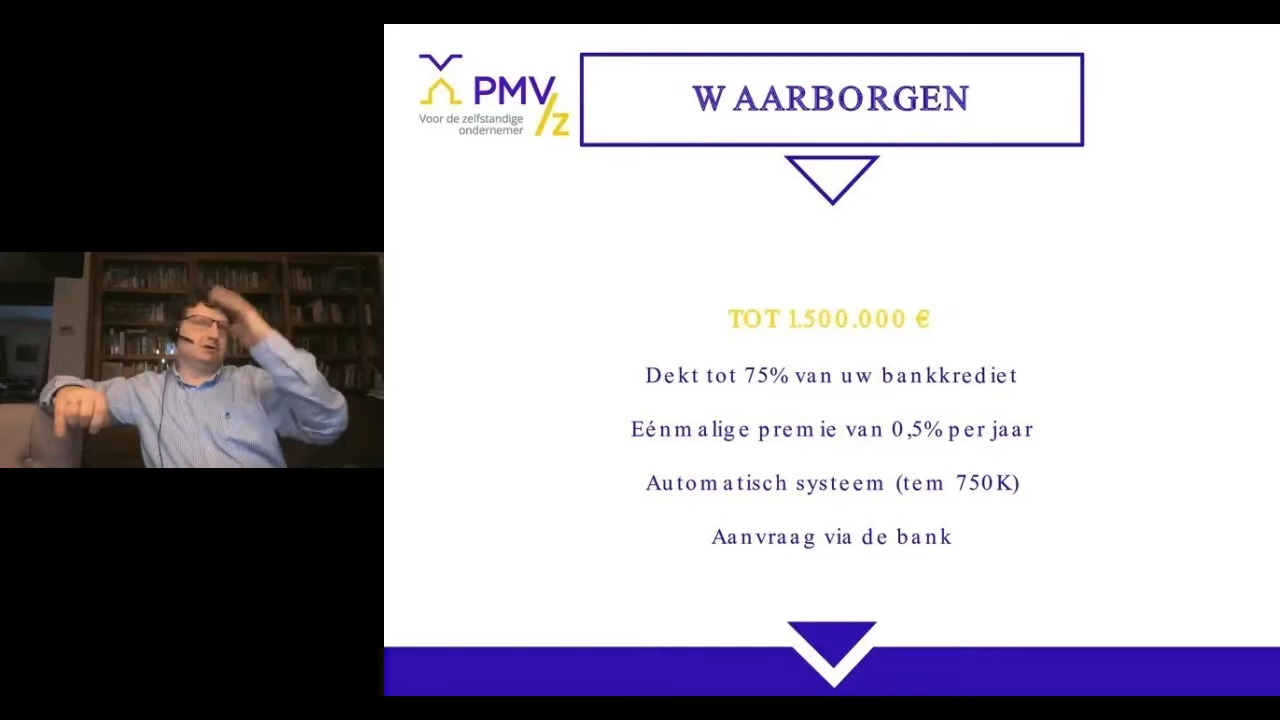 PMV
/z
Voor de zelfstandige
ondernemer
WAARBORGEN
TOT 1.500.000 €
Dekt tot 75% van uw bankkrediet
Eénmalige premie van 0,5% per jaar
Automatisch systeem (tem 750K)
Aanvraag via de bank